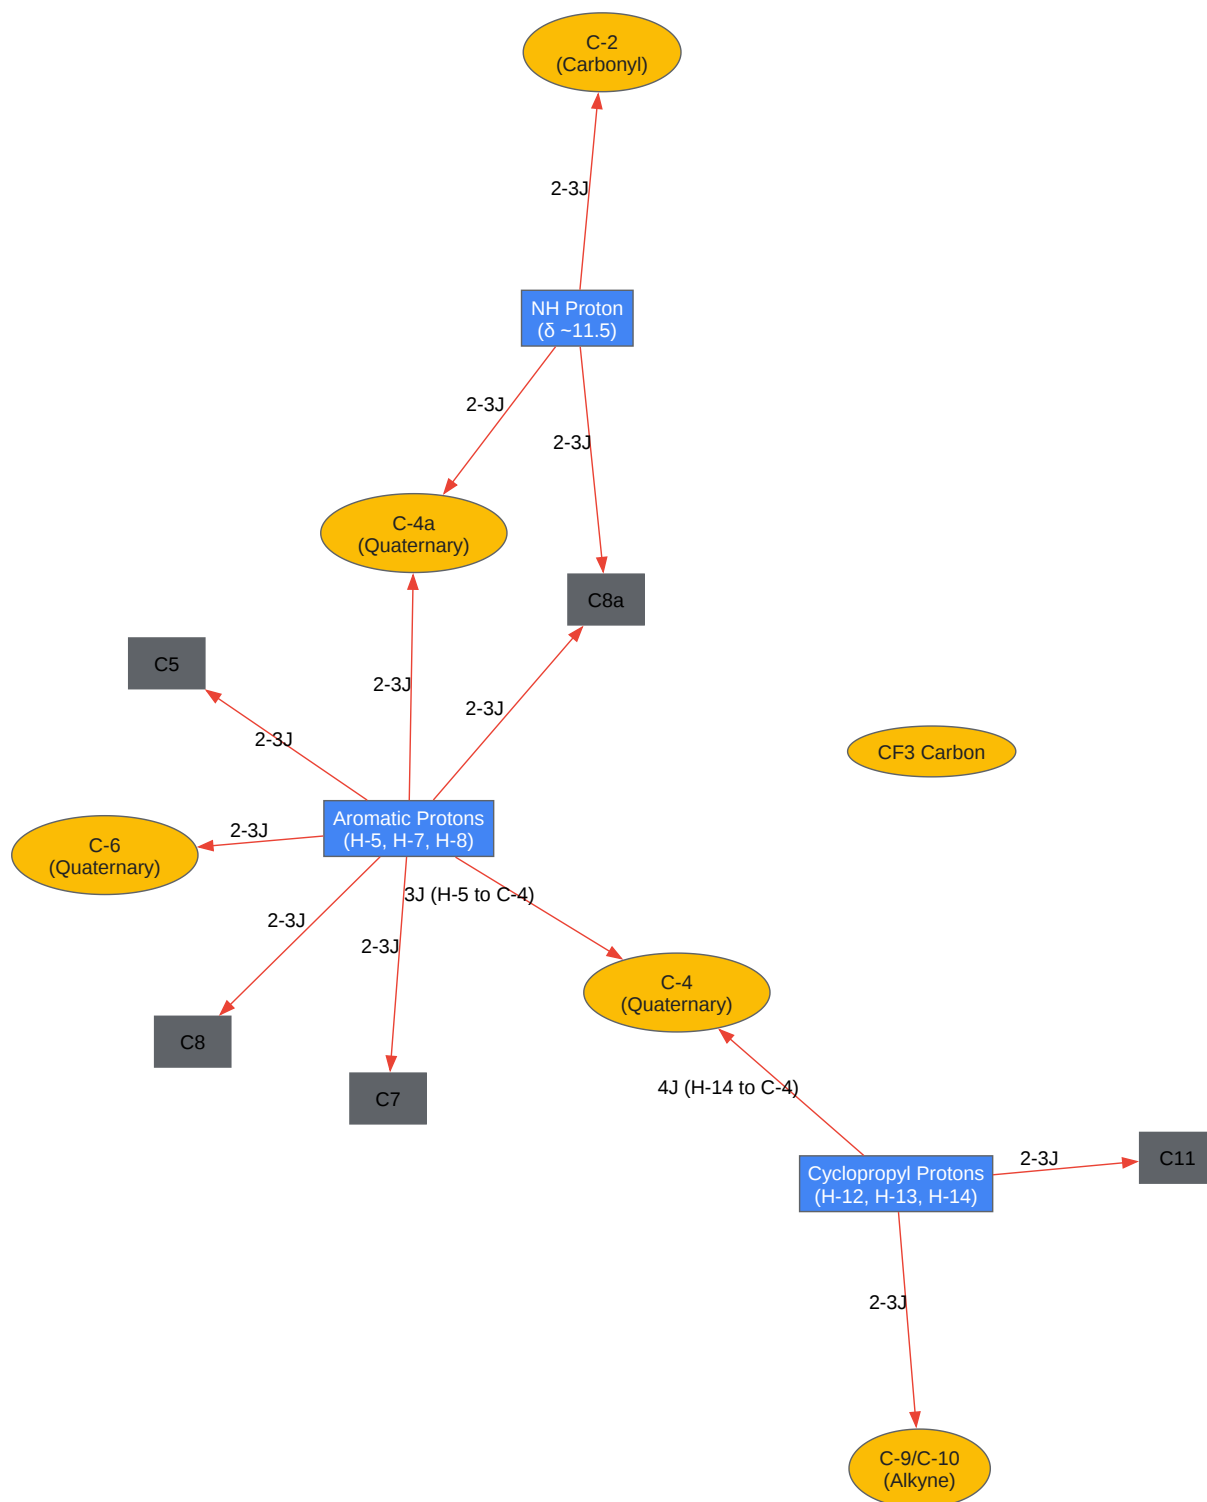 C-2
(Carbonyl)
2-3J
NH Proton
(δ ~11.5)
2-3J
2-3J
C-4a
(Quaternary)
C8a
C5
2-3J
2-3J
2-3J
CF3 Carbon
Aromatic Protons
(H-5, H-7, H-8)
2-3J
C-6
(Quaternary)
3J (H-5 to C-4)
2-3J
2-3J
C-4
(Quaternary)
C8
C7
4J (H-14 to C-4)
Cyclopropyl Protons
(H-12, H-13, H-14)
2-3J
C11
2-3J
C-9/C-10
(Alkyne)